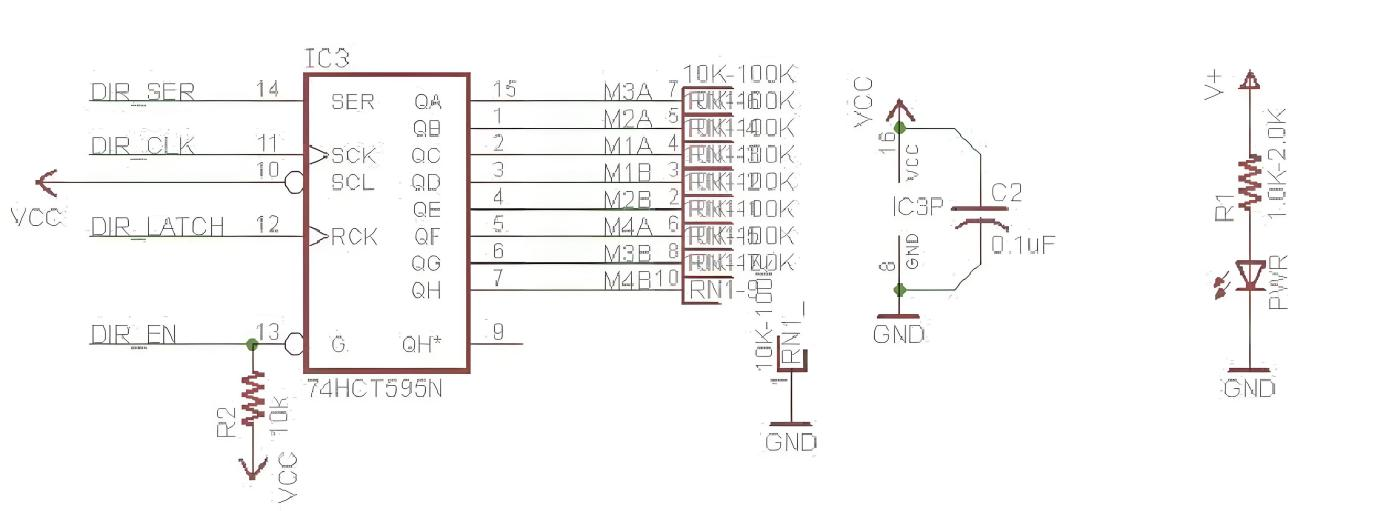 IC3
DIR_SER 14 SER QA 15 M3A 7 10K-100K
QB 1 M2A 5
DIR_CLK 11 SCK QC 2 M1A 4
10 SCL QD 3 M1B 3
VCC
QE 4 M2B 2
DIR_LATCH 12 RCK QF 5 M4A 6
QG 6 M3B 8
QH 7 M4B 10 RN1-9
DIR_EN 13 G QH* 9
74HCT595N
R2 10k
VCC
10K-100K
RN1_
1
GND
VCC
16 VCC
IC3P C2
0.1uF
8 GND
GND
V+
R1 1.0K-2.0K
PWR
GND